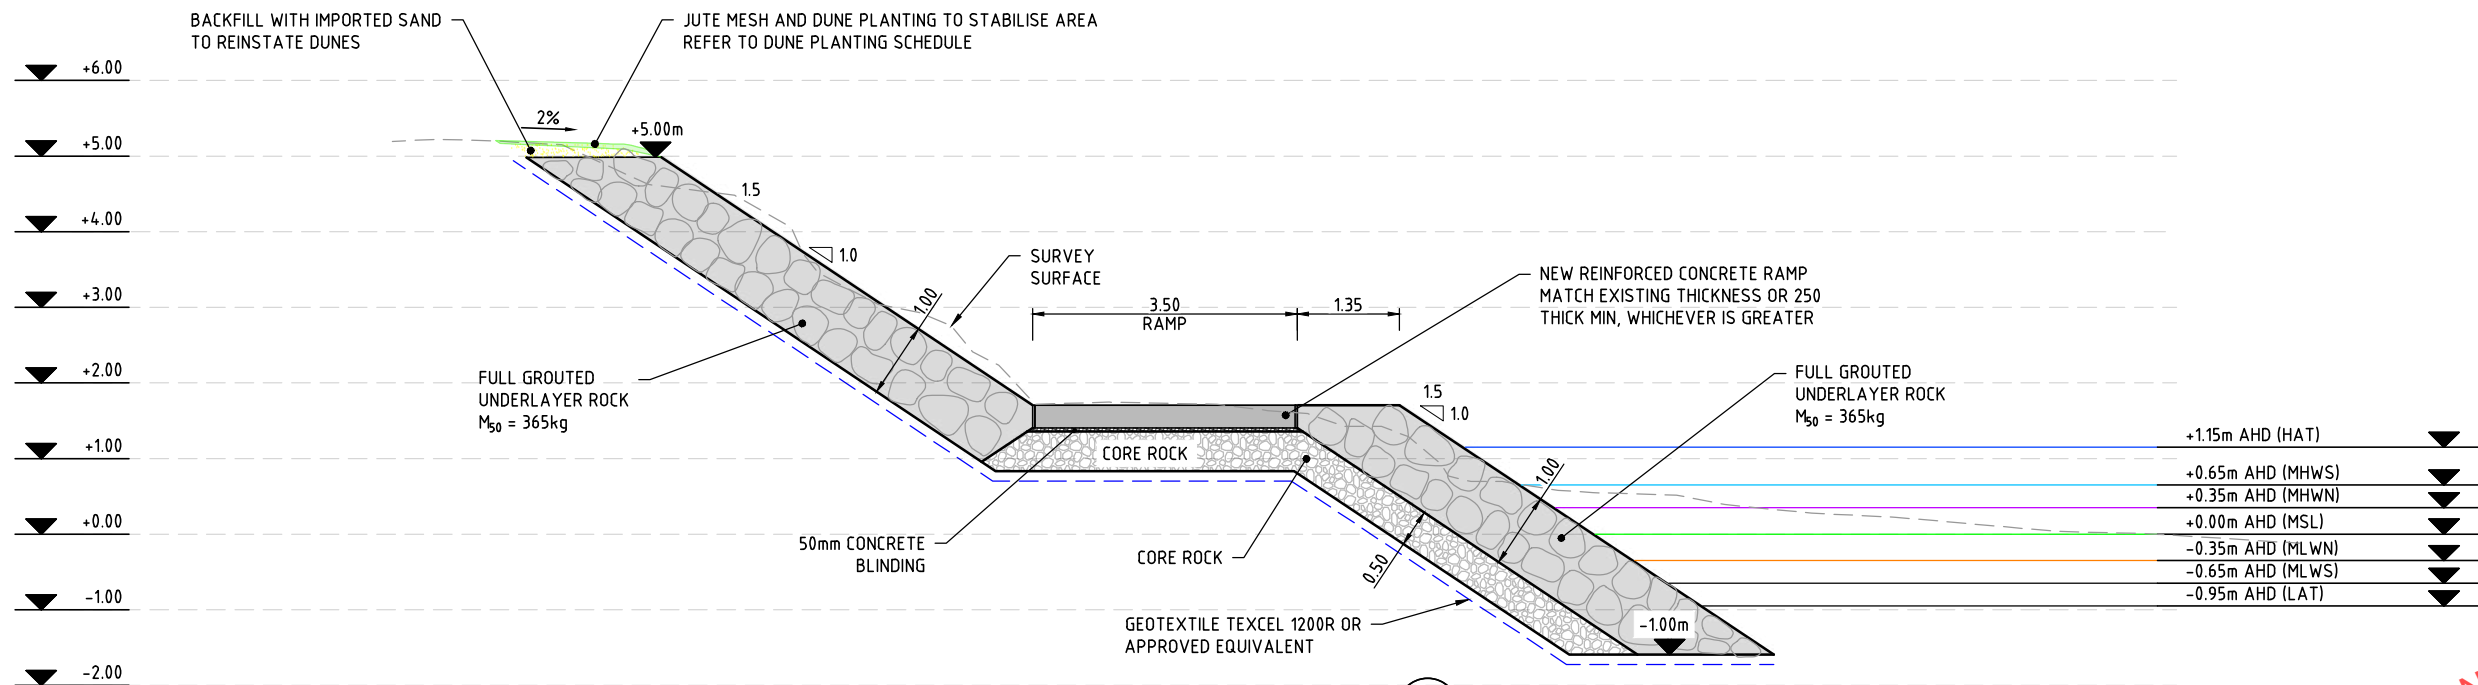 BACKFILL WITH IMPORTED SAND
TO REINSTATE DUNES
JUTE MESH AND DUNE PLANTING TO STABILISE AREA
REFER TO DUNE PLANTING SCHEDULE
+6.00
+5.00
+4.00
+3.00
+2.00
+1.00
+0.00
-1.00
-2.00
2%
+5.00m
1.5
1.0
SURVEY
SURFACE
1.00
3.50
RAMP
1.35
NEW REINFORCED CONCRETE RAMP
MATCH EXISTING THICKNESS OR 250
THICK MIN, WHICHEVER IS GREATER
FULL GROUTED
UNDERLAYER ROCK
M50 = 365kg
1.5
1.0
FULL GROUTED
UNDERLAYER ROCK
M50 = 365kg
CORE ROCK
1.00
50mm CONCRETE
BLINDING
CORE ROCK
0.50
GEOTEXTILE TEXCEL 1200R OR
APPROVED EQUIVALENT
-1.00m
+1.15m AHD (HAT)
+0.65m AHD (MHWS)
+0.35m AHD (MHWN)
+0.00m AHD (MSL)
-0.35m AHD (MLWN)
-0.65m AHD (MLWS)
-0.95m AHD (LAT)